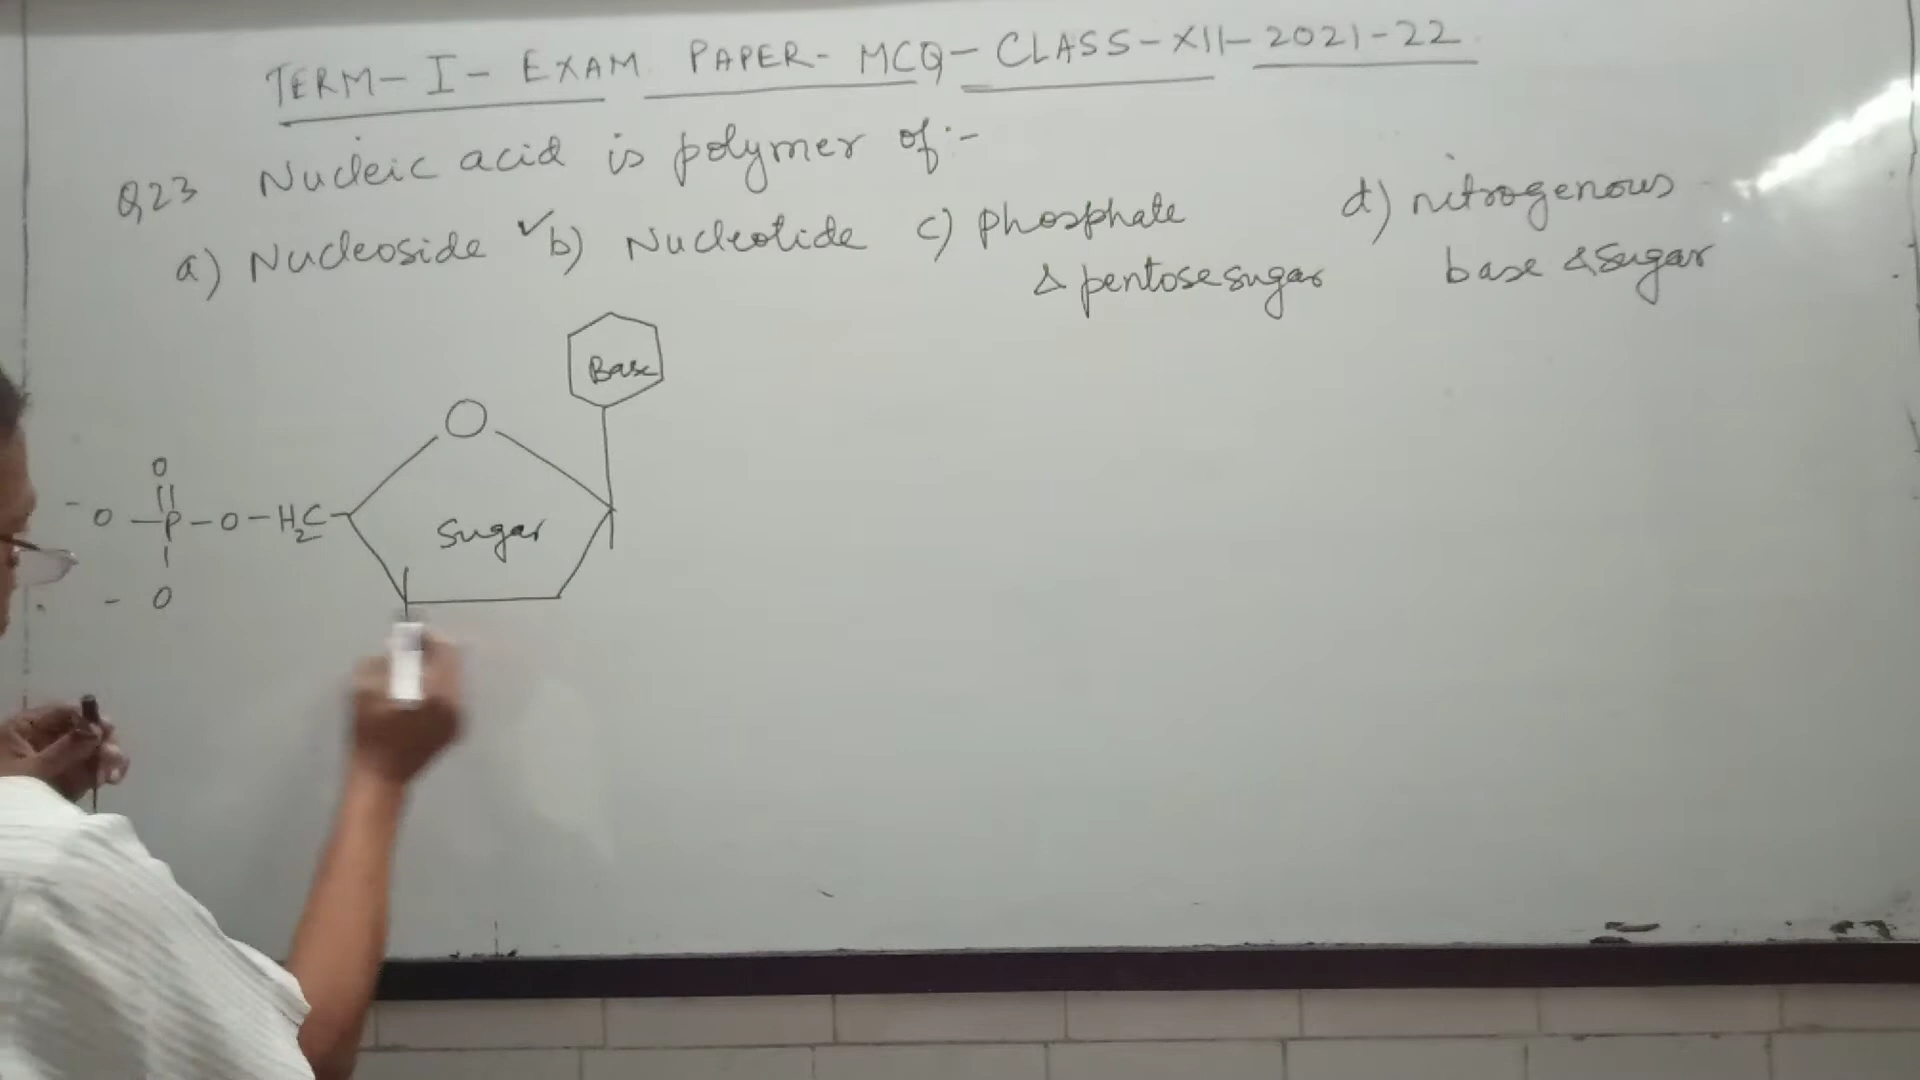 TERM-I-EXAM PAPER-MCQ-CLASS-XII-2021-22
Q23 Nucleic acid is polymer of:-
a) Nucleoside ✓b) Nucleotide c) phosphate d) nitrogenous
& pentose sugar base & sugar
Base
O
O
- O -P-O-H2C- Sugar
- O